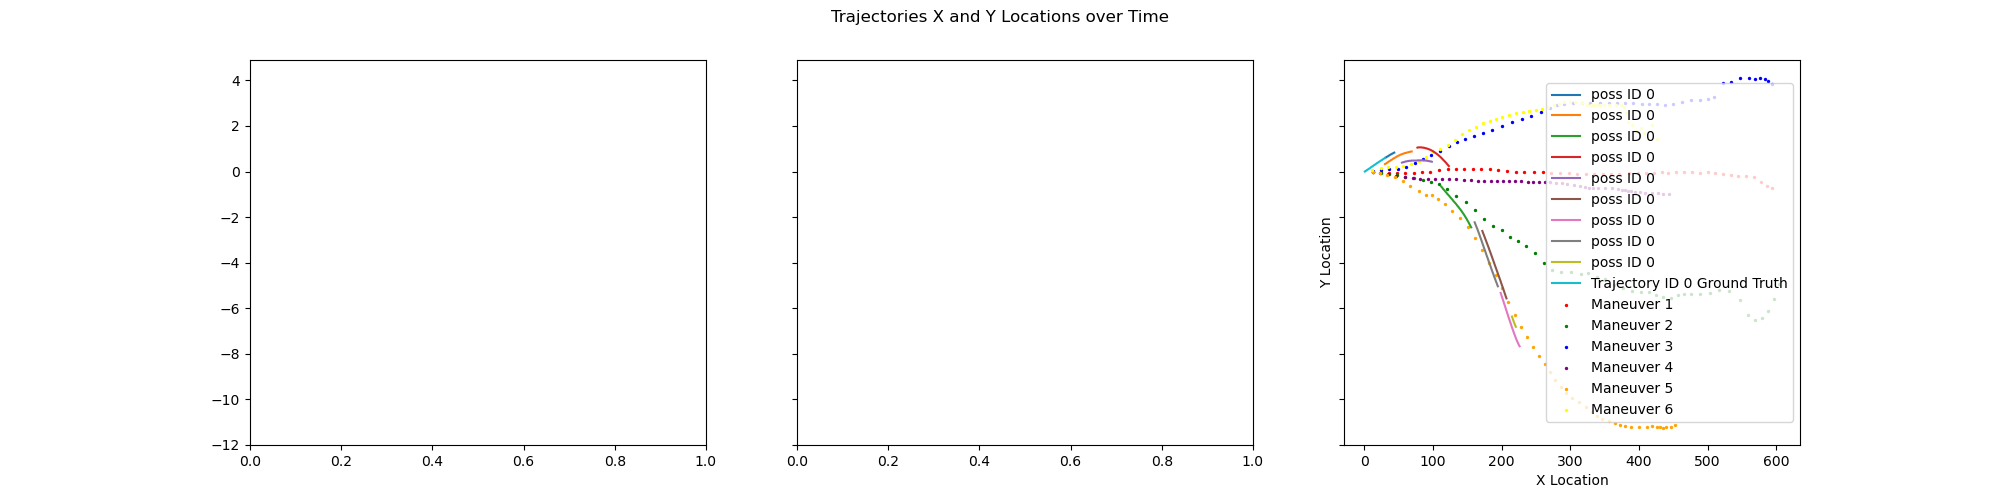 Trajectories X and Y Locations over Time
4
2
0
−2
−4
−6
−8
−10
−12
0.0 0.2 0.4 0.6 0.8 1.0
0.0 0.2 0.4 0.6 0.8 1.0
Y Location
poss ID 0
poss ID 0
poss ID 0
poss ID 0
poss ID 0
poss ID 0
poss ID 0
poss ID 0
poss ID 0
Trajectory ID 0 Ground Truth
Maneuver 1
Maneuver 2
Maneuver 3
Maneuver 4
Maneuver 5
Maneuver 6
0 100 200 300 400 500 600
X Location